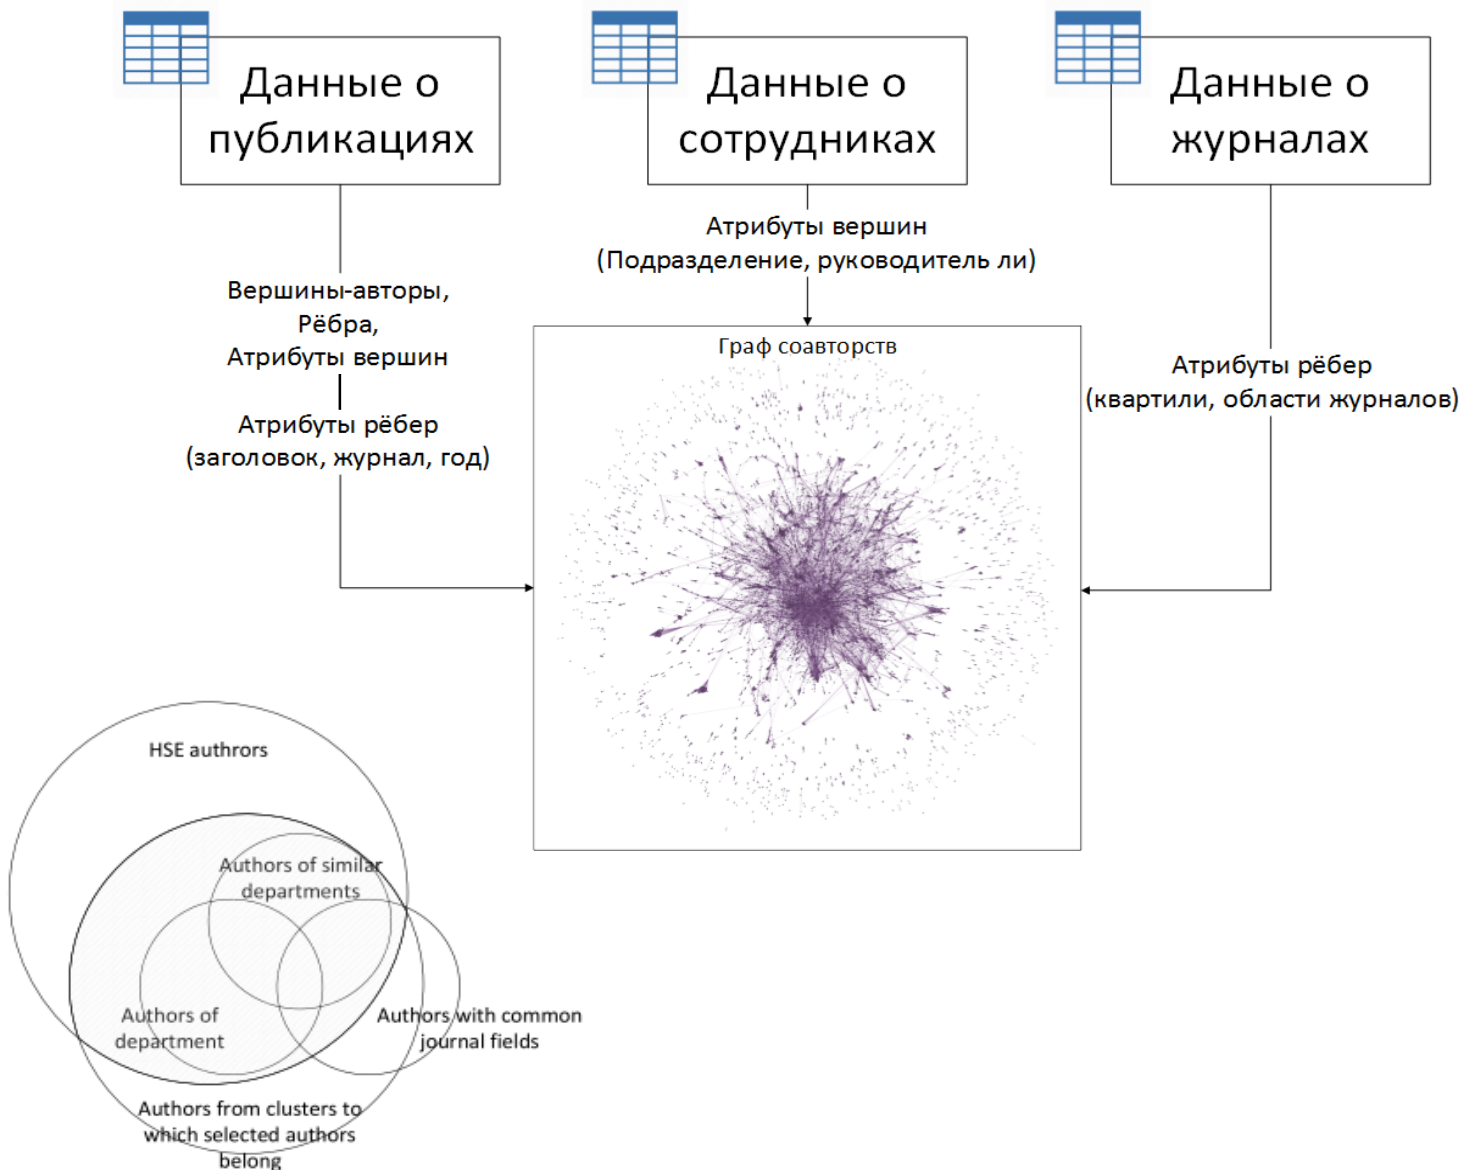 Данные о
публикациях
Данные о
сотрудниках
Данные о
журналах
Атрибуты вершин
(Подразделение, руководитель ли)
Вершины-авторы,
Рёбра,
Атрибуты вершин
Атрибуты рёбер
(заголовок, журнал, год)
Граф соавторств
Атрибуты рёбер
(квартили, области журналов)
HSE authrors
Authors of similar
departments
Authors of
department
Authors with common
journal fields
Authors from clusters to
which selected authors
belong